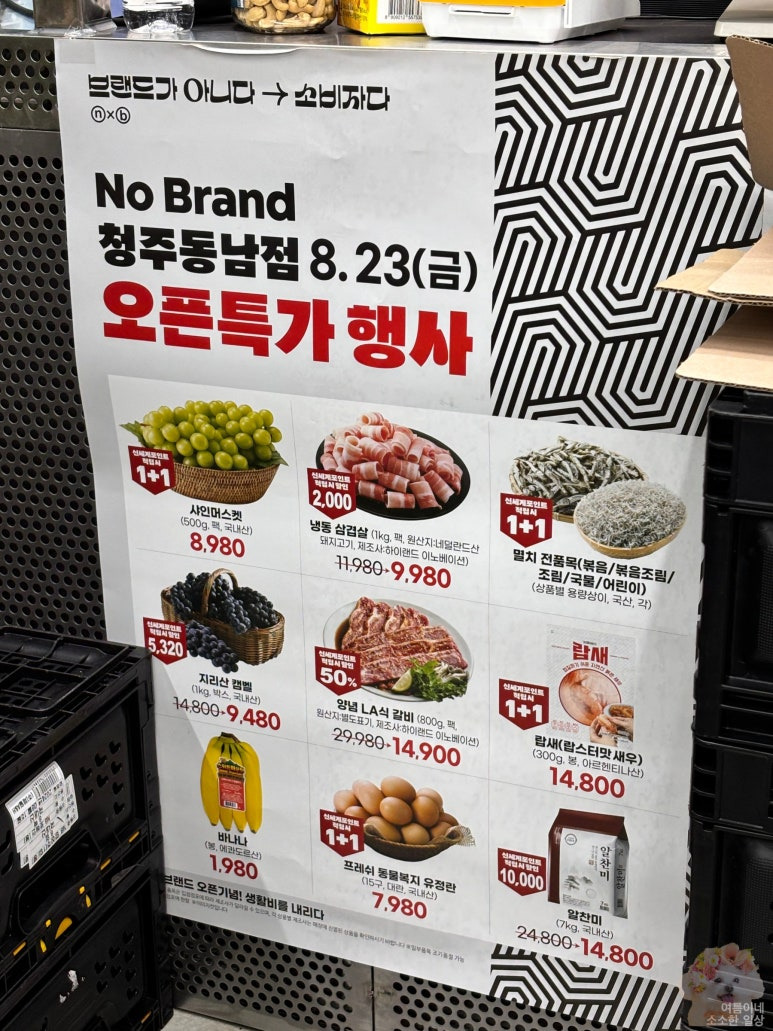 브랜드가 아니다 → 소비자다
n×b
No Brand
청주동남점 8.23(금)
오픈특가 행사
신세계포인트
적립시
1+1
샤인머스켓
(500g, 팩, 국내산)
8,980
신세계포인트
적립시 할인
2,000
냉동 삼겹살 (1kg, 팩, 원산지:네덜란드산
돼지고기, 제조사:하이랜드 이노베이션)
11,980→9,980
신세계포인트
적립시
1+1
멸치 전품목(볶음/볶음조림/
조림/국물/어린이)
(상품별 용량상이, 국산, 각)
신세계포인트
적립시 할인
5,320
지리산 캠벨
(1kg, 박스, 국내산)
14,800→9,480
신세계포인트
적립시 할인
50%
양념 LA식 갈비 (800g, 팩,
원산지:별도표기, 제조사:하이랜드 이노베이션)
29,980→14,900
탑새
신세계포인트
적립시
1+1
랍새(랍스터맛 새우)
(300g, 봉, 아르헨티나산)
14,800
바나나
(봉, 에콰도르산)
1,980
신세계포인트
적립시
1+1
프레쉬 동물복지 유정란
(15구, 대란, 국내산)
7,980
알찬미
신세계포인트
적립시 할인
10,000
알찬미
(7kg, 국내산)
24,800→14,800
브랜드 오픈기념! 생활비를 내리다
여름이네
소소한 일상